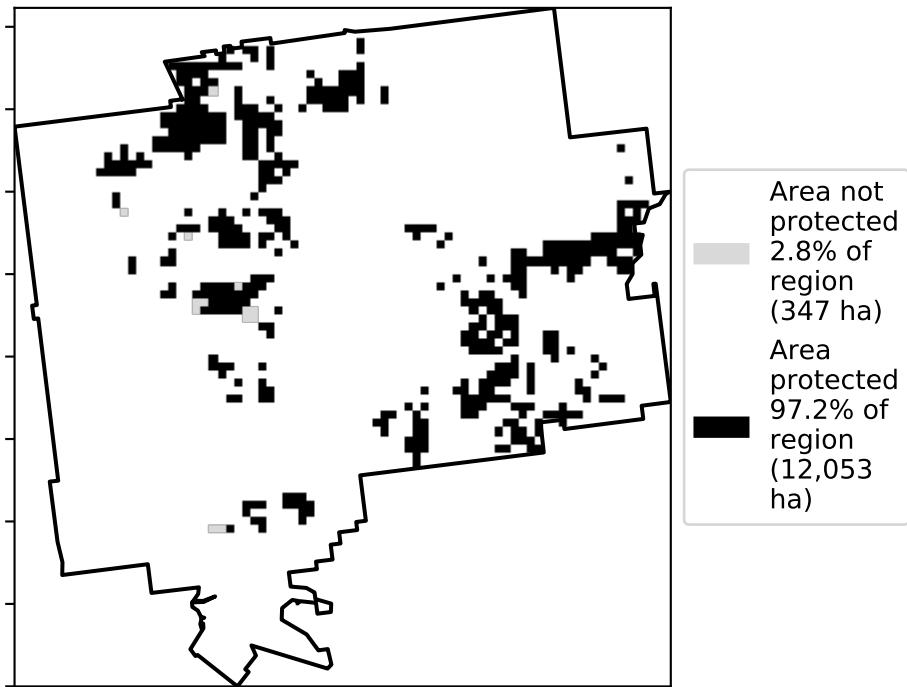 Area not
protected
2.8% of
region
(347 ha)
Area
protected
97.2% of
region
(12,053
ha)